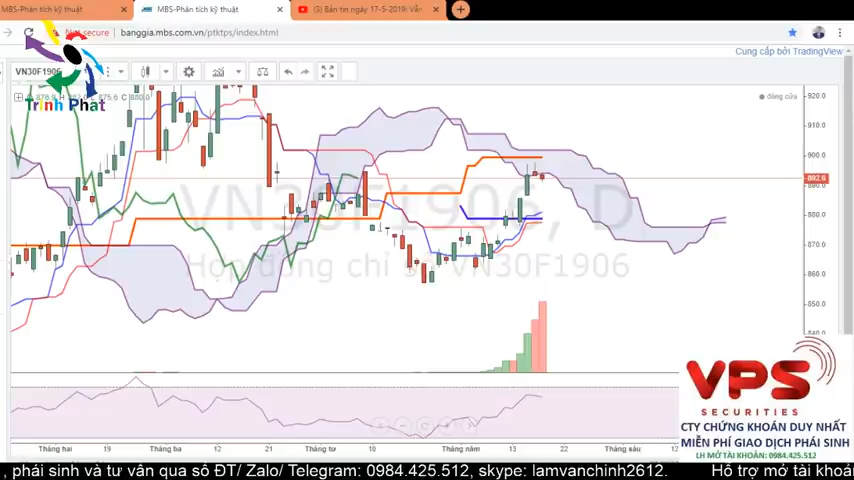 MBS-Phân tích kỹ thuật
MBS-Phân tích kỹ thuật
(3) Bản tin ngày 17-5-2019: Vẫn
Not secure
banggia.mbs.com.vn/ptktps/index.html
Cung cấp bởi TradingView
VN30F1906
Trịnh Phát
đóng cửa
920.0
910.0
900.0
892.6
880.0
870.0
860.0
850.0
VN30F1906, D
Hợp đồng chỉ số VN30F1906
VPS
SECURITIES
CTY CHỨNG KHOÁN DUY NHẤT
MIỄN PHÍ GIAO DỊCH PHÁI SINH
LH MỞ TÀI KHOẢN: 0984.425.512
Tháng hai
19
Tháng ba
12
21
Tháng tư
10
Tháng năm
13
22
Tháng sáu
, phái sinh và tư vấn qua số ĐT/ Zalo/ Telegram: 0984.425.512, skype: lamvanchinh2612.
Hỗ trợ mở tài khoản